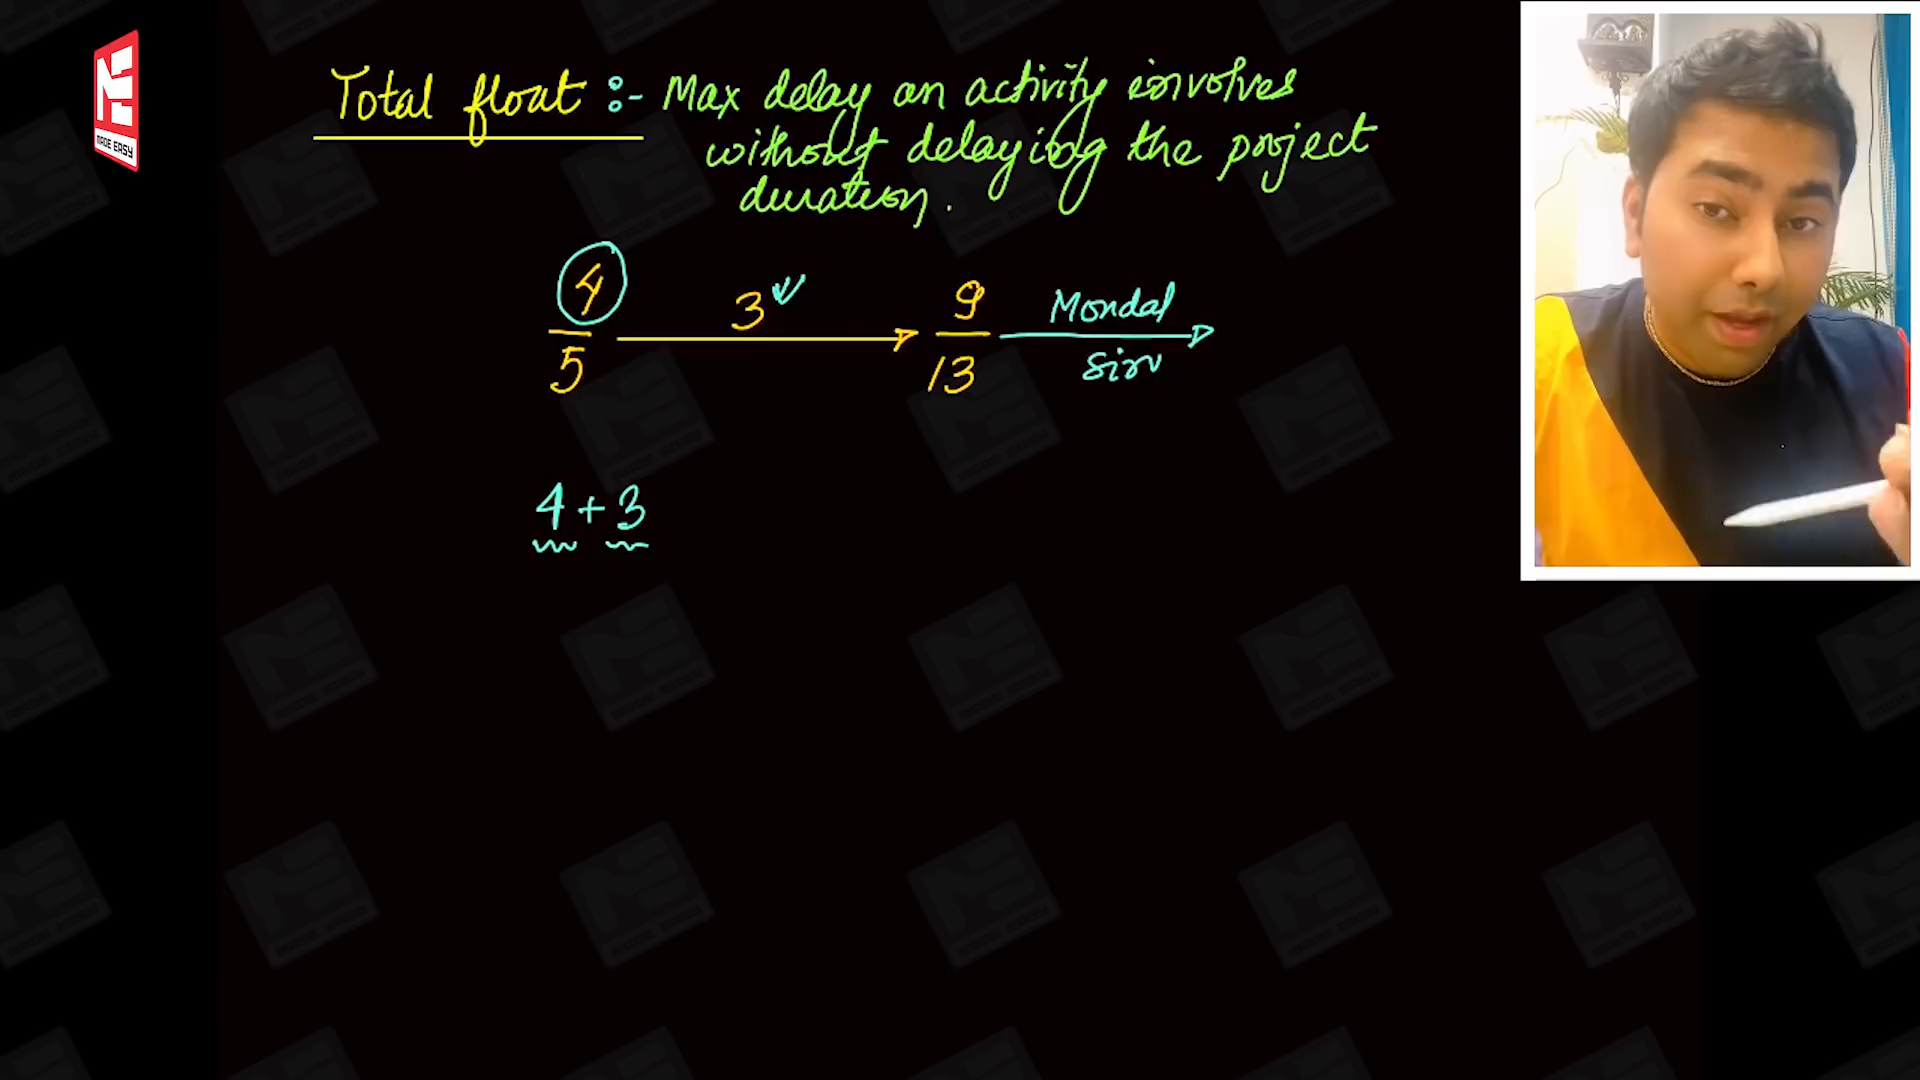 MADE EASY
Total float :- Max delay an activity involves
without delaying the project
duration.
4 3 9 Mondal
5 13 Sir
4 + 3